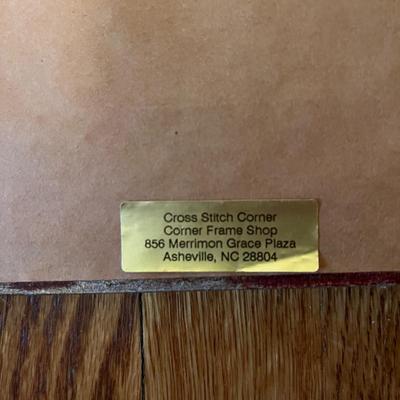 Cross Stitch Corner
Corner Frame Shop
856 Merrimon Grace Plaza
Asheville, NC 28804